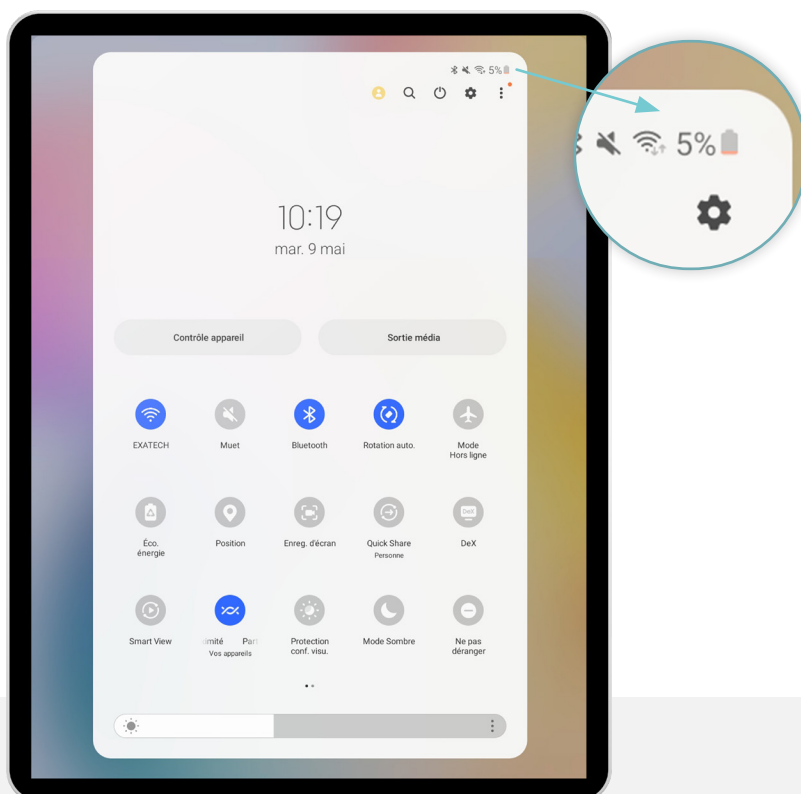 5%
5%
10:19
mar. 9 mai
Contrôle appareil
Sortie média
EXATECH
Muet
Bluetooth
Rotation auto.
Mode
Hors ligne
Éco.
énergie
Position
Enreg. d'écran
Quick Share
Personne
DeX
DeX
Smart View
imité Par
Vos appareils
Protection
conf. visu.
Mode Sombre
Ne pas
déranger